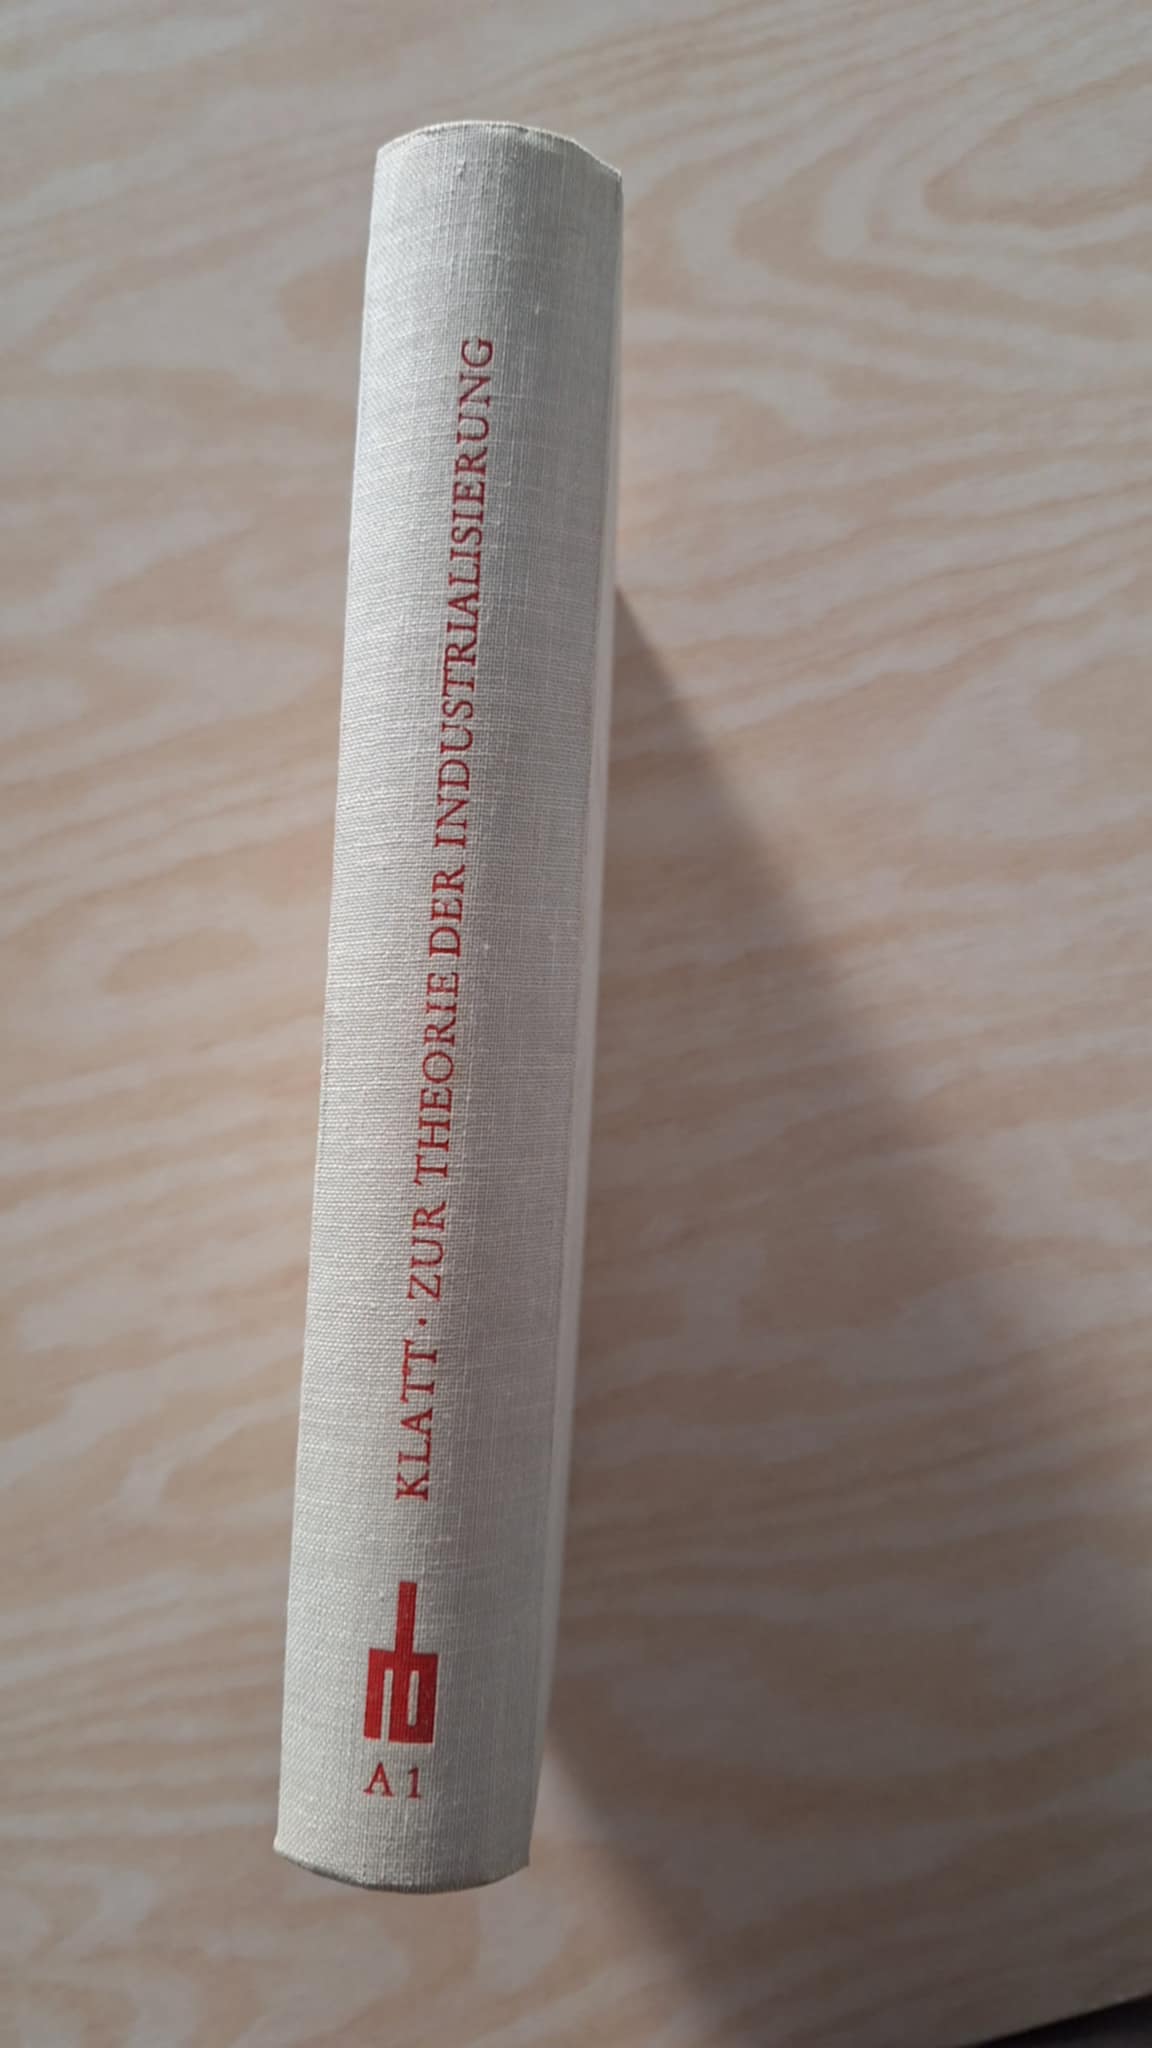 KLATT · ZUR THEORIE DER INDUSTRIALISIERUNG
A 1